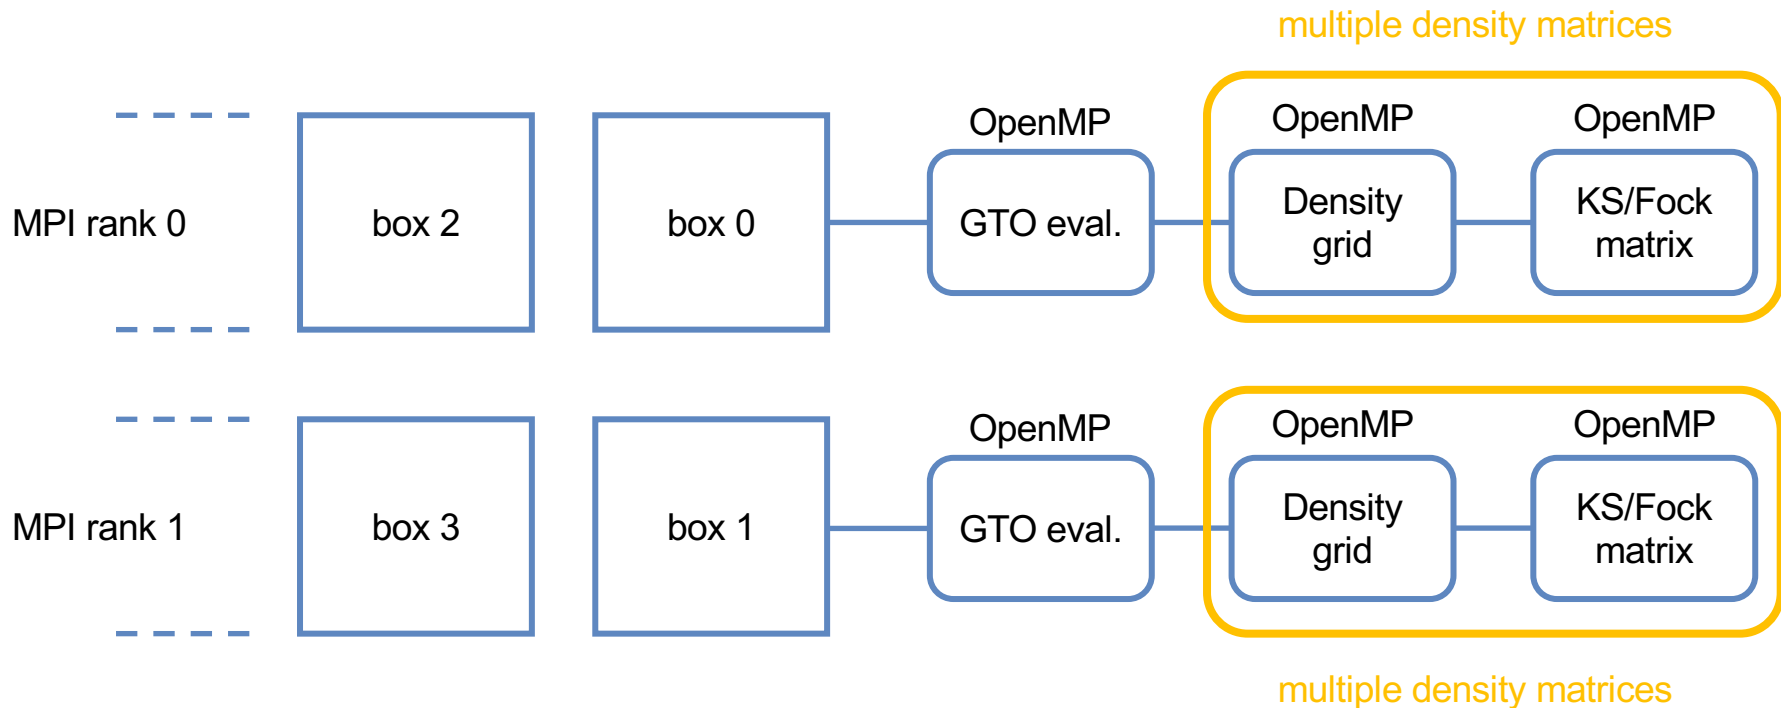 multiple density matrices
OpenMP
OpenMP
OpenMP
MPI rank 0
box 2
box 0
GTO eval.
Density
grid
KS/Fock
matrix
OpenMP
OpenMP
OpenMP
MPI rank 1
box 3
box 1
GTO eval.
Density
grid
KS/Fock
matrix
multiple density matrices